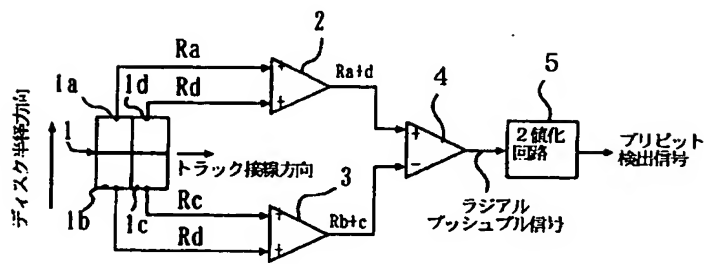 Ra
2
1a
1d
Rd
Ra+d
4
5
ディスク半径方向
1
トラック接線方向
2値化
回路
プリピット
検出信号
1b
1c
Rc
3
Rb+c
Rd
ラジアル
プッシュプル信号
+
+
+
+
+
−